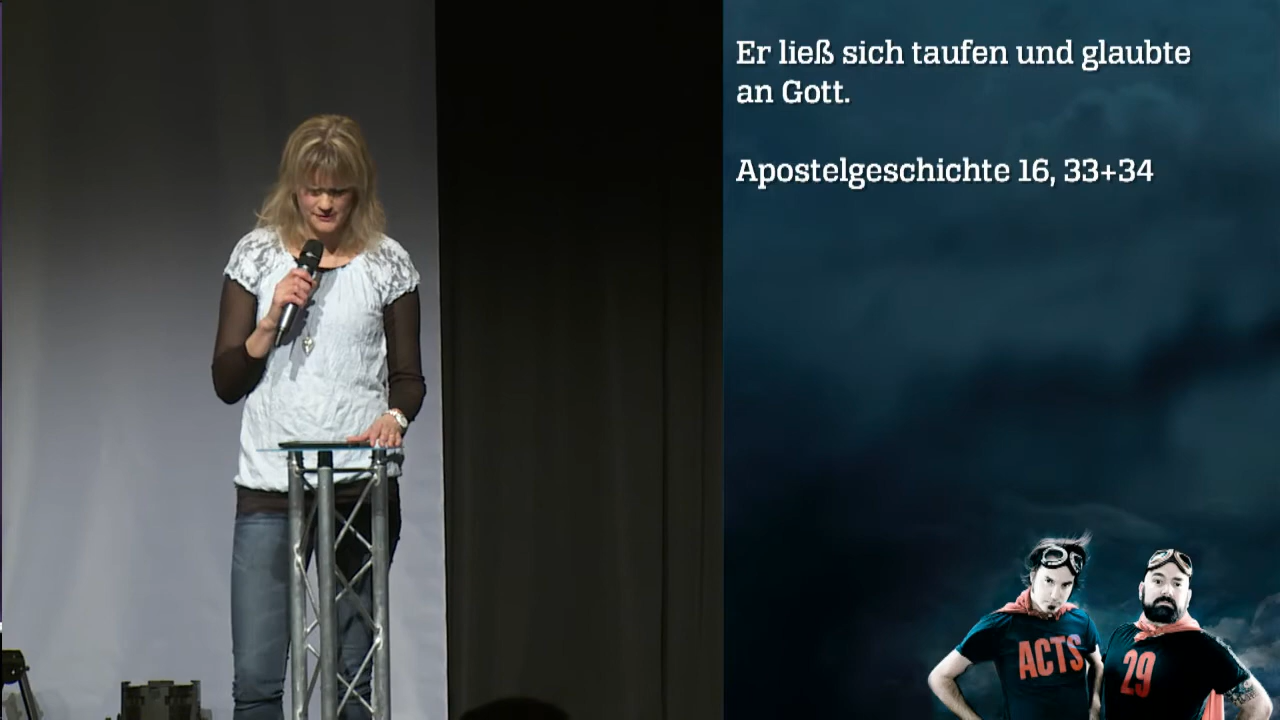 Er ließ sich taufen und glaubte
an Gott.
Apostelgeschichte 16, 33+34
ACTS
29